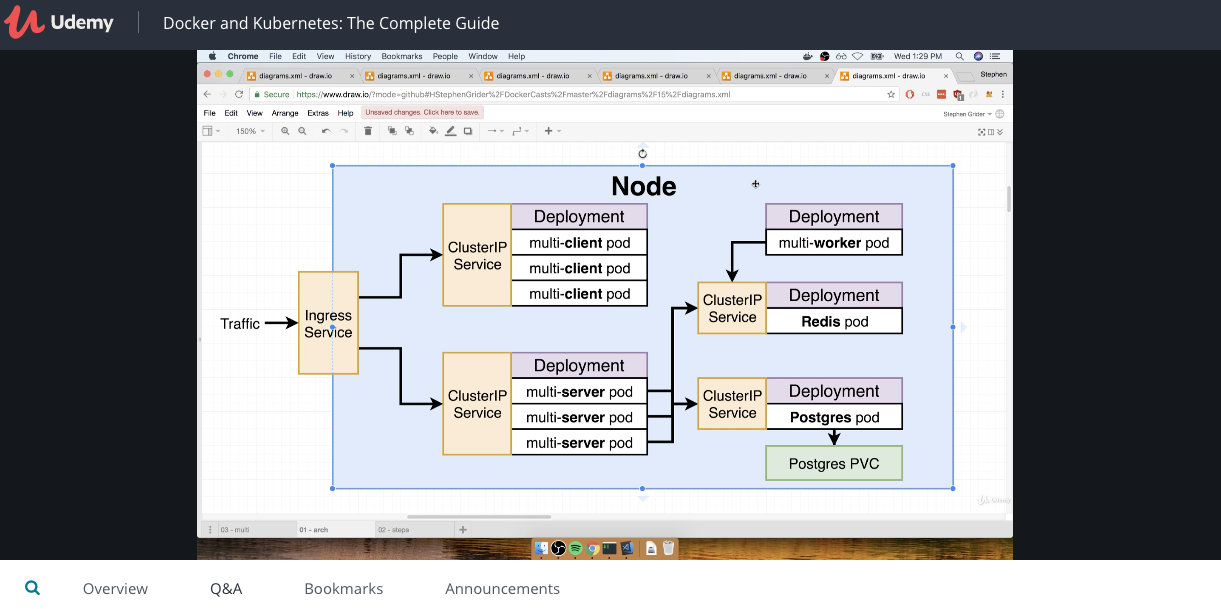 Udemy
Docker and Kubernetes: The Complete Guide
Chrome File Edit View History Bookmarks People Window Help
Wed 1:29 PM
diagrams.xml - draw.io
diagrams.xml - draw.io
diagrams.xml - draw.io
diagrams.xml - draw.io
diagrams.xml - draw.io
diagrams.xml - draw.io
Stephen
Secure https://www.draw.io/?mode=github#HStephenGrider%2FDockerCasts%2Fmaster%2Fdiagrams%2F15%2Fdiagrams.xml
File Edit View Arrange Extras Help
Unsaved changes. Click here to save.
Stephen Grider
150%
Node
Traffic
Ingress
Service
ClusterIP
Service
Deployment
multi-client pod
multi-client pod
multi-client pod
ClusterIP
Service
Deployment
multi-server pod
multi-server pod
multi-server pod
Deployment
multi-worker pod
ClusterIP
Service
Deployment
Redis pod
ClusterIP
Service
Deployment
Postgres pod
Postgres PVC
03 - multi
01 - arch
02 - steps
Overview
Q&A
Bookmarks
Announcements